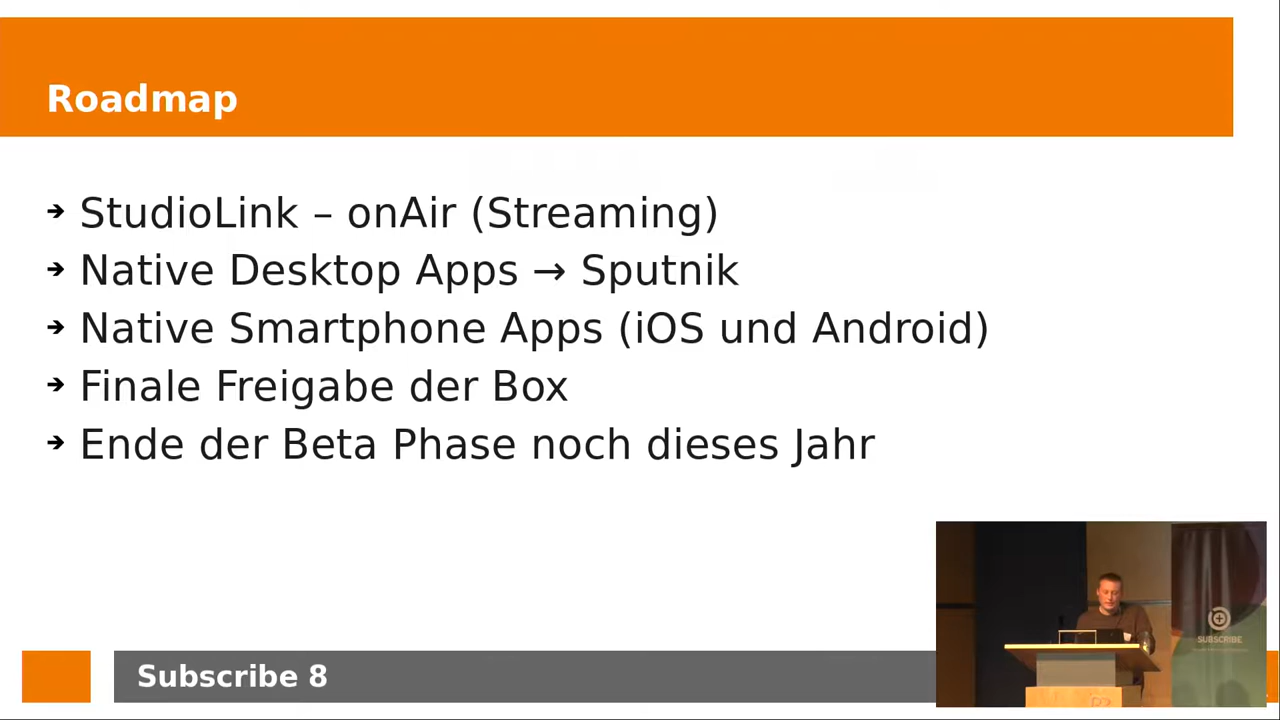 Roadmap
➔ StudioLink – onAir (Streaming)
➔ Native Desktop Apps → Sputnik
➔ Native Smartphone Apps (iOS und Android)
➔ Finale Freigabe der Box
➔ Ende der Beta Phase noch dieses Jahr
SUBSCRIBE
Subscribe 8